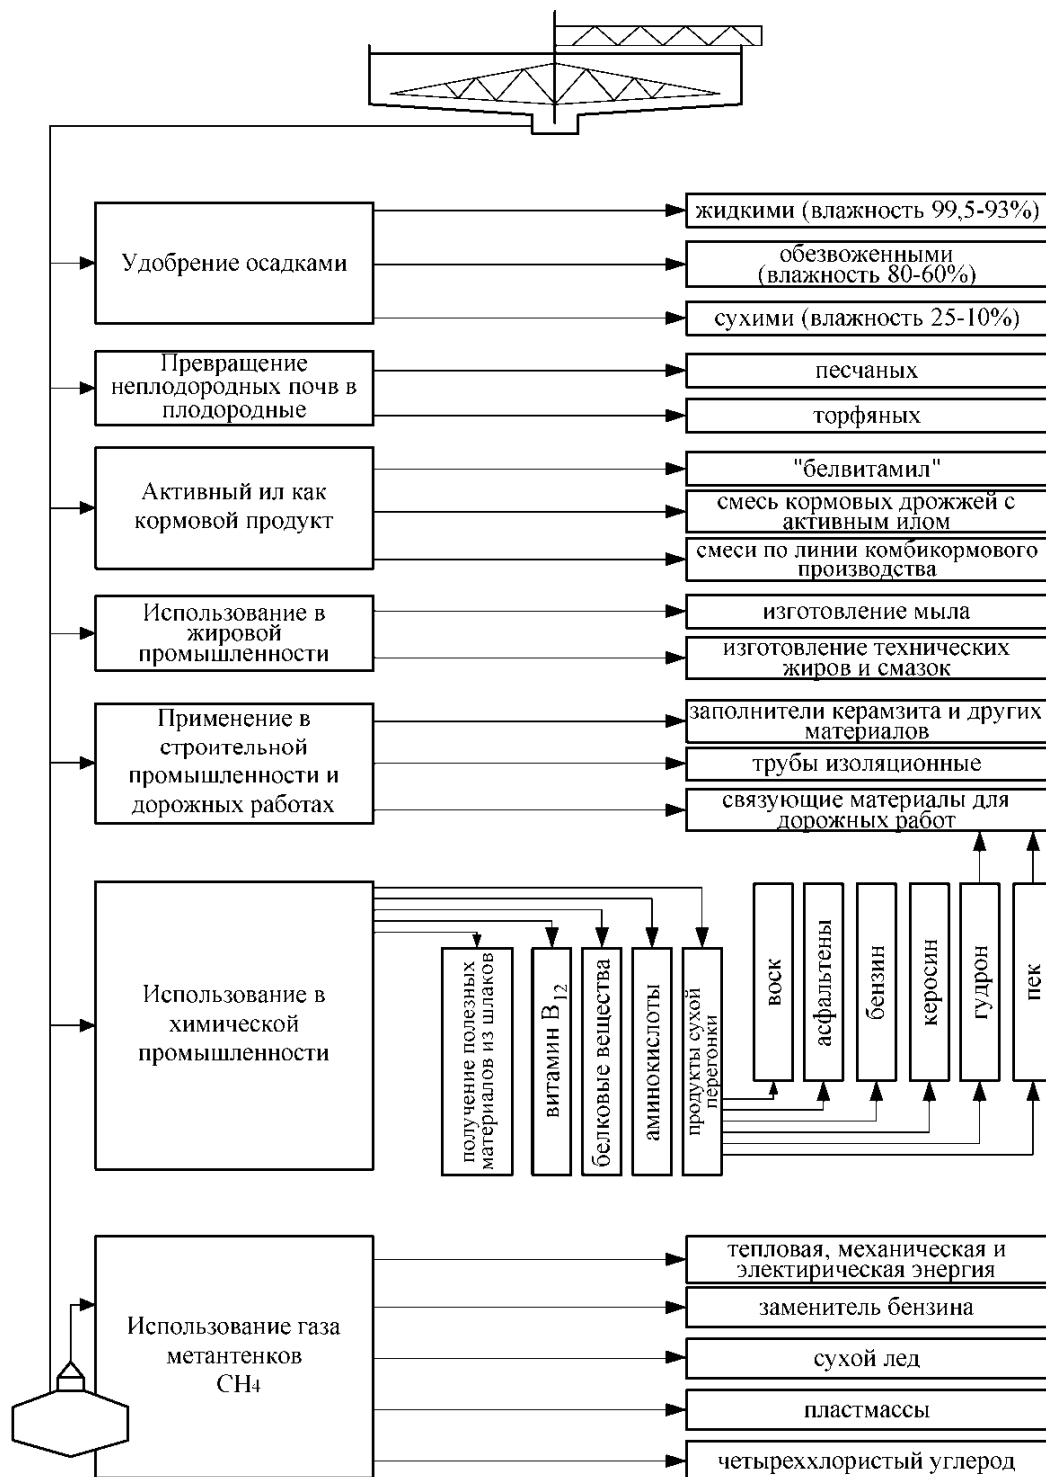 Удобрение осадками
жидкими (влажность 99,5-93%)
обезвоженными
(влажность 80-60%)
сухими (влажность 25-10%)
Превращение
неплодородных почв в
плодородные
песчаных
торфяных
Активный ил как
кормовой продукт
"белвитамил"
смесь кормовых дрожжей с
активным илом
смеси по линии комбикормового
производства
Использование в
жировой
промышленности
изготовление мыла
изготовление технических
жиров и смазок
Применение в
строительной
промышленности и
дорожных работах
заполнители керамзита и других
материалов
трубы изоляционные
связующие материалы для
дорожных работ
Использование в
химической
промышленности
получение полезных
материалов из шлаков
витамин В12
белковые вещества
аминокислоты
продукты сухой
перегонки
воск
асфальтены
бензин
керосин
гудрон
пек
Использование газа
метантенков
СН4
тепловая, механическая и
электирическая энергия
заменитель бензина
сухой лед
пластмассы
четыреххлористый углерод